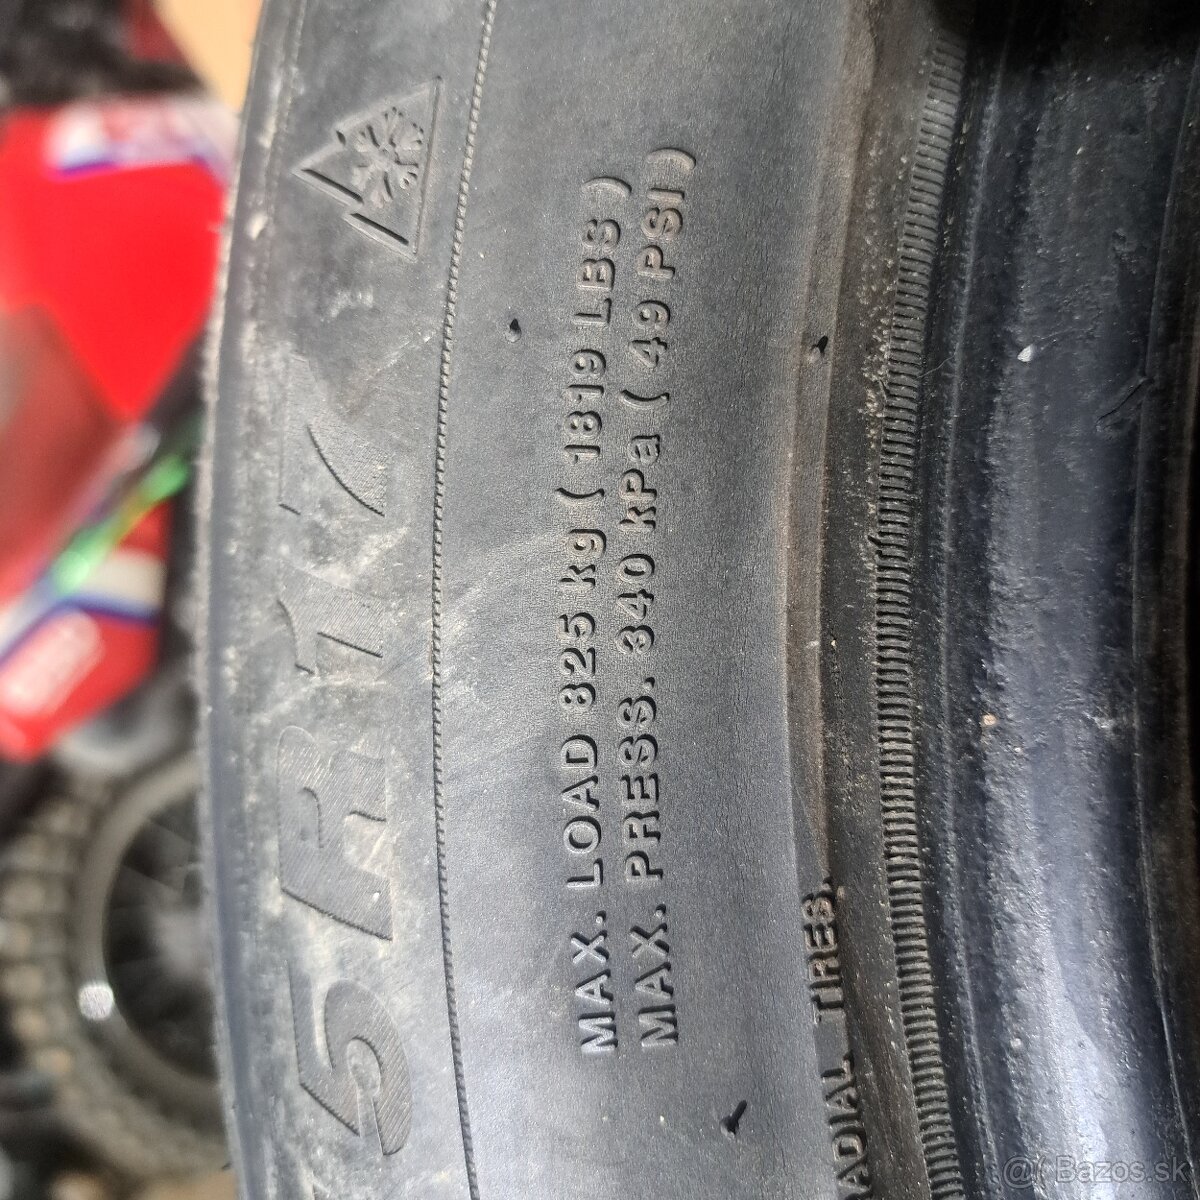 5R17
MAX. LOAD 825 kg ( 1819 LBS )
MAX. PRESS. 340 kPa ( 49 PSI )
RADIAL TIRES.
Bazos.sk